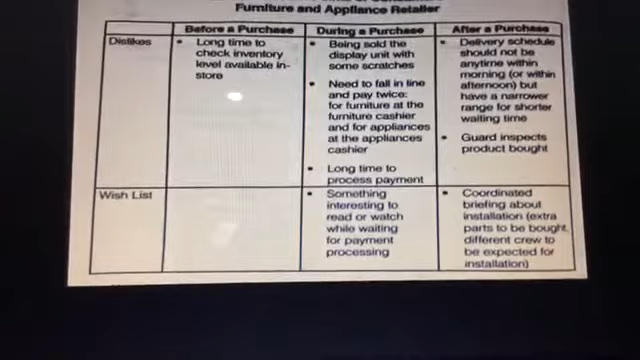 Furniture and Appliance Retailer
Before a Purchase
During a Purchase
After a Purchase
Dislikes
• Long time to
check inventory
level available in-
store
• Being sold the
display unit with
some scratches
• Need to fall in line
and pay twice:
for furniture at the
furniture cashier
and for appliances
at the appliances
cashier
• Long time to
process payment
• Delivery schedule
should not be
anytime within
morning (or within
afternoon) but
have a narrower
range for shorter
waiting time
• Guard inspects
product bought
Wish List
• Something
interesting to
read or watch
while waiting
for payment
processing
• Coordinated
briefing about
installation (extra
parts to be bought,
different crew to
be expected for
installation)